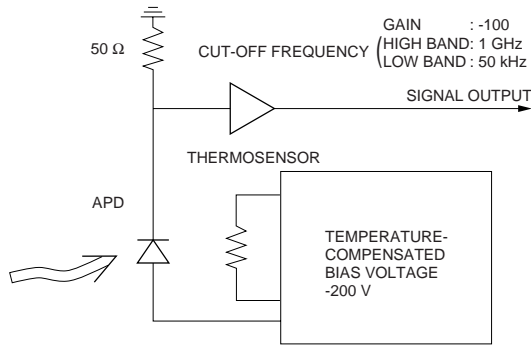 GAIN : -100
50 Ω
CUT-OFF FREQUENCY
HIGH BAND: 1 GHz
LOW BAND : 50 kHz
SIGNAL OUTPUT
THERMOSENSOR
APD
TEMPERATURE-
COMPENSATED
BIAS VOLTAGE
-200 V